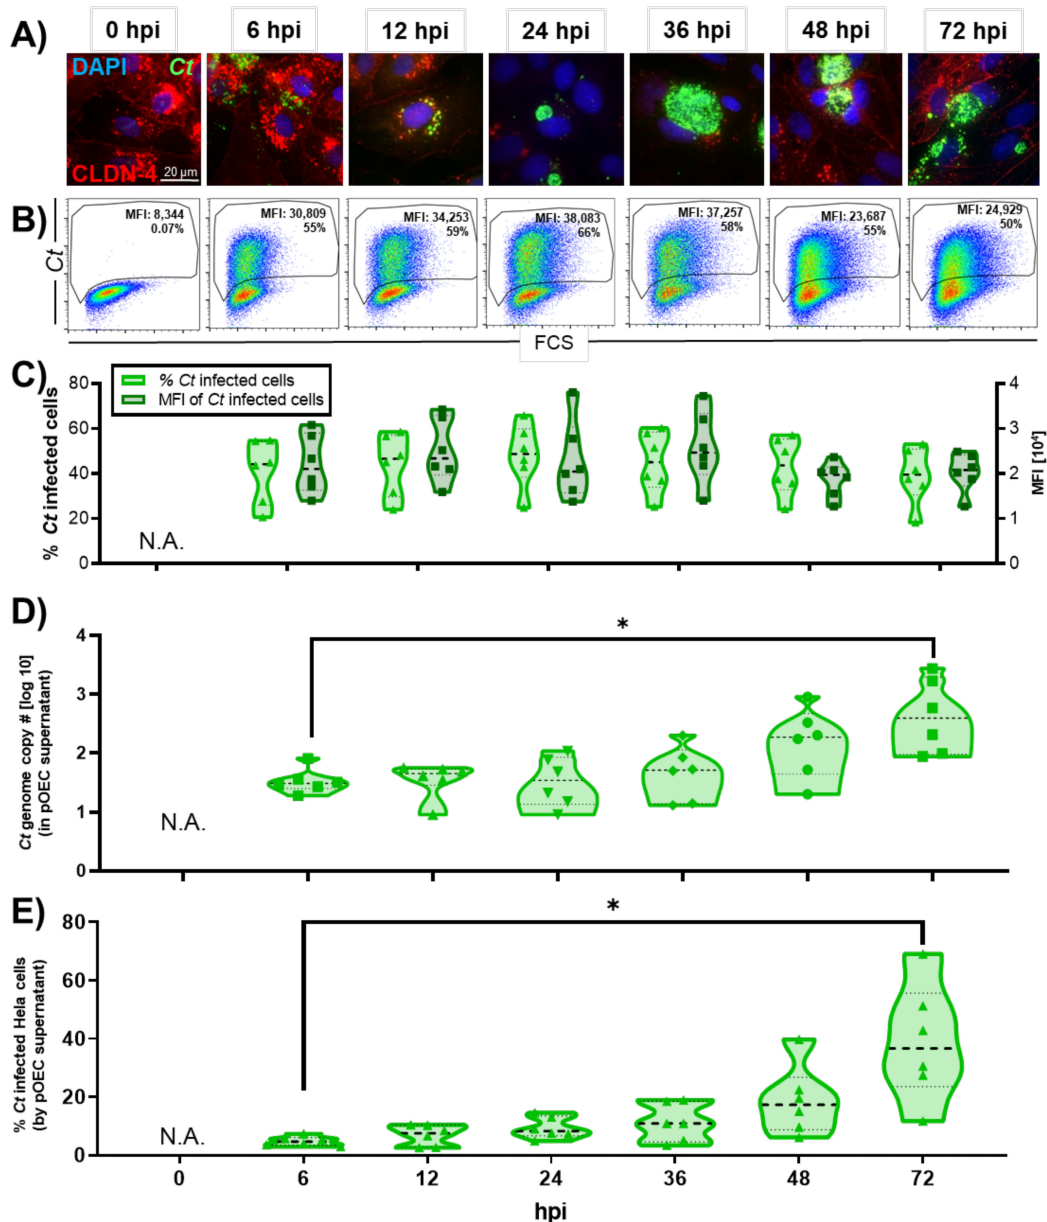 A)
0 hpi
6 hpi
12 hpi
24 hpi
36 hpi
48 hpi
72 hpi
DAPI
Ct
CLDN-4
20 µm
B)
Ct
MFI: 8,344
0.07%
MFI: 30,809
55%
MFI: 34,253
59%
MFI: 38,083
66%
MFI: 37,257
58%
MFI: 23,687
55%
MFI: 24,929
50%
FCS
C)
% Ct infected cells
MFI of Ct infected cells
% Ct infected cells
80
60
40
20
0
N.A.
4
3
2
1
0
MFI [10⁴]
D)
Ct genome copy # [log 10]
(in pOEC supernatant)
4
3
2
1
0
N.A.
*
E)
% Ct infected Hela cells
(by pOEC supernatant)
80
60
40
20
0
N.A.
*
0
6
12
24
36
48
72
hpi